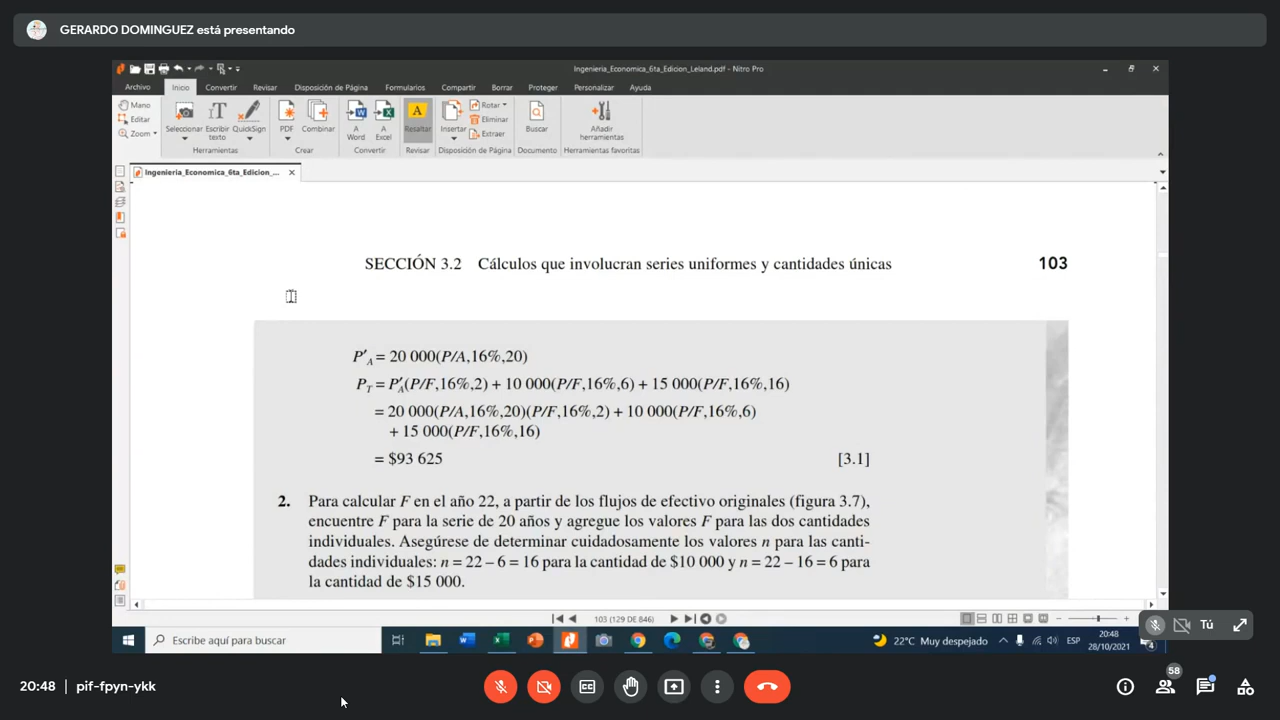 GERARDO DOMINGUEZ está presentando
Ingenieria_Economica_6ta_Edicion_Leland.pdf - Nitro Pro
Archivo Inicio Convertir Revisar Disposición de Página Formularios Compartir Borrar Proteger Personalizar Ayuda
Mano
Editar
Zoom
Seleccionar
Escribir texto
QuickSign
Herramientas
PDF
Combinar
Crear
A Word
A Excel
Convertir
Resaltar
Revisar
Insertar
Rotar
Eliminar
Extraer
Disposición de Página
Buscar
Documento
Añadir herramientas
Herramientas favoritas
Ingenieria_Economica_6ta_Edicion_...
SECCIÓN 3.2 Cálculos que involucran series uniformes y cantidades únicas 103
P′A = 20 000(P/A,16%,20)
PT = P′A(P/F,16%,2) + 10 000(P/F,16%,6) + 15 000(P/F,16%,16)
= 20 000(P/A,16%,20)(P/F,16%,2) + 10 000(P/F,16%,6)
+ 15 000(P/F,16%,16)
= $93 625 [3.1]
2. Para calcular F en el año 22, a partir de los flujos de efectivo originales (figura 3.7),
encuentre F para la serie de 20 años y agregue los valores F para las dos cantidades
individuales. Asegúrese de determinar cuidadosamente los valores n para las canti-
dades individuales: n = 22 – 6 = 16 para la cantidad de $10 000 y n = 22 – 16 = 6 para
la cantidad de $15 000.
103 (129 DE 846)
Tú
Escribe aquí para buscar
22°C Muy despejado
ESP
20:48
28/10/2021
4
20:48 | pif-fpyn-ykk
58